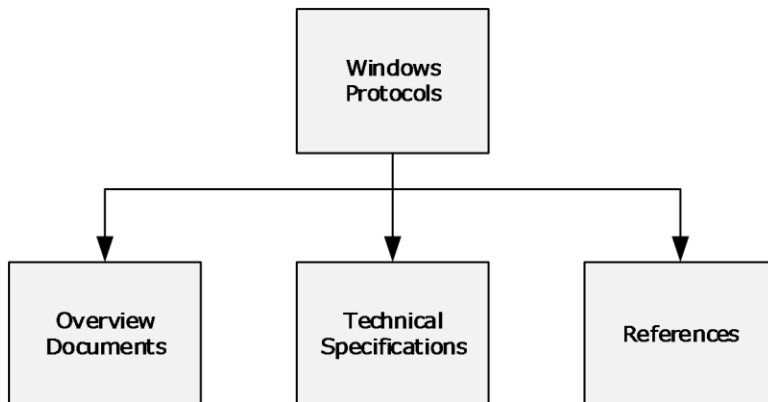 Windows
Protocols
Overview
Documents
Technical
Specifications
References